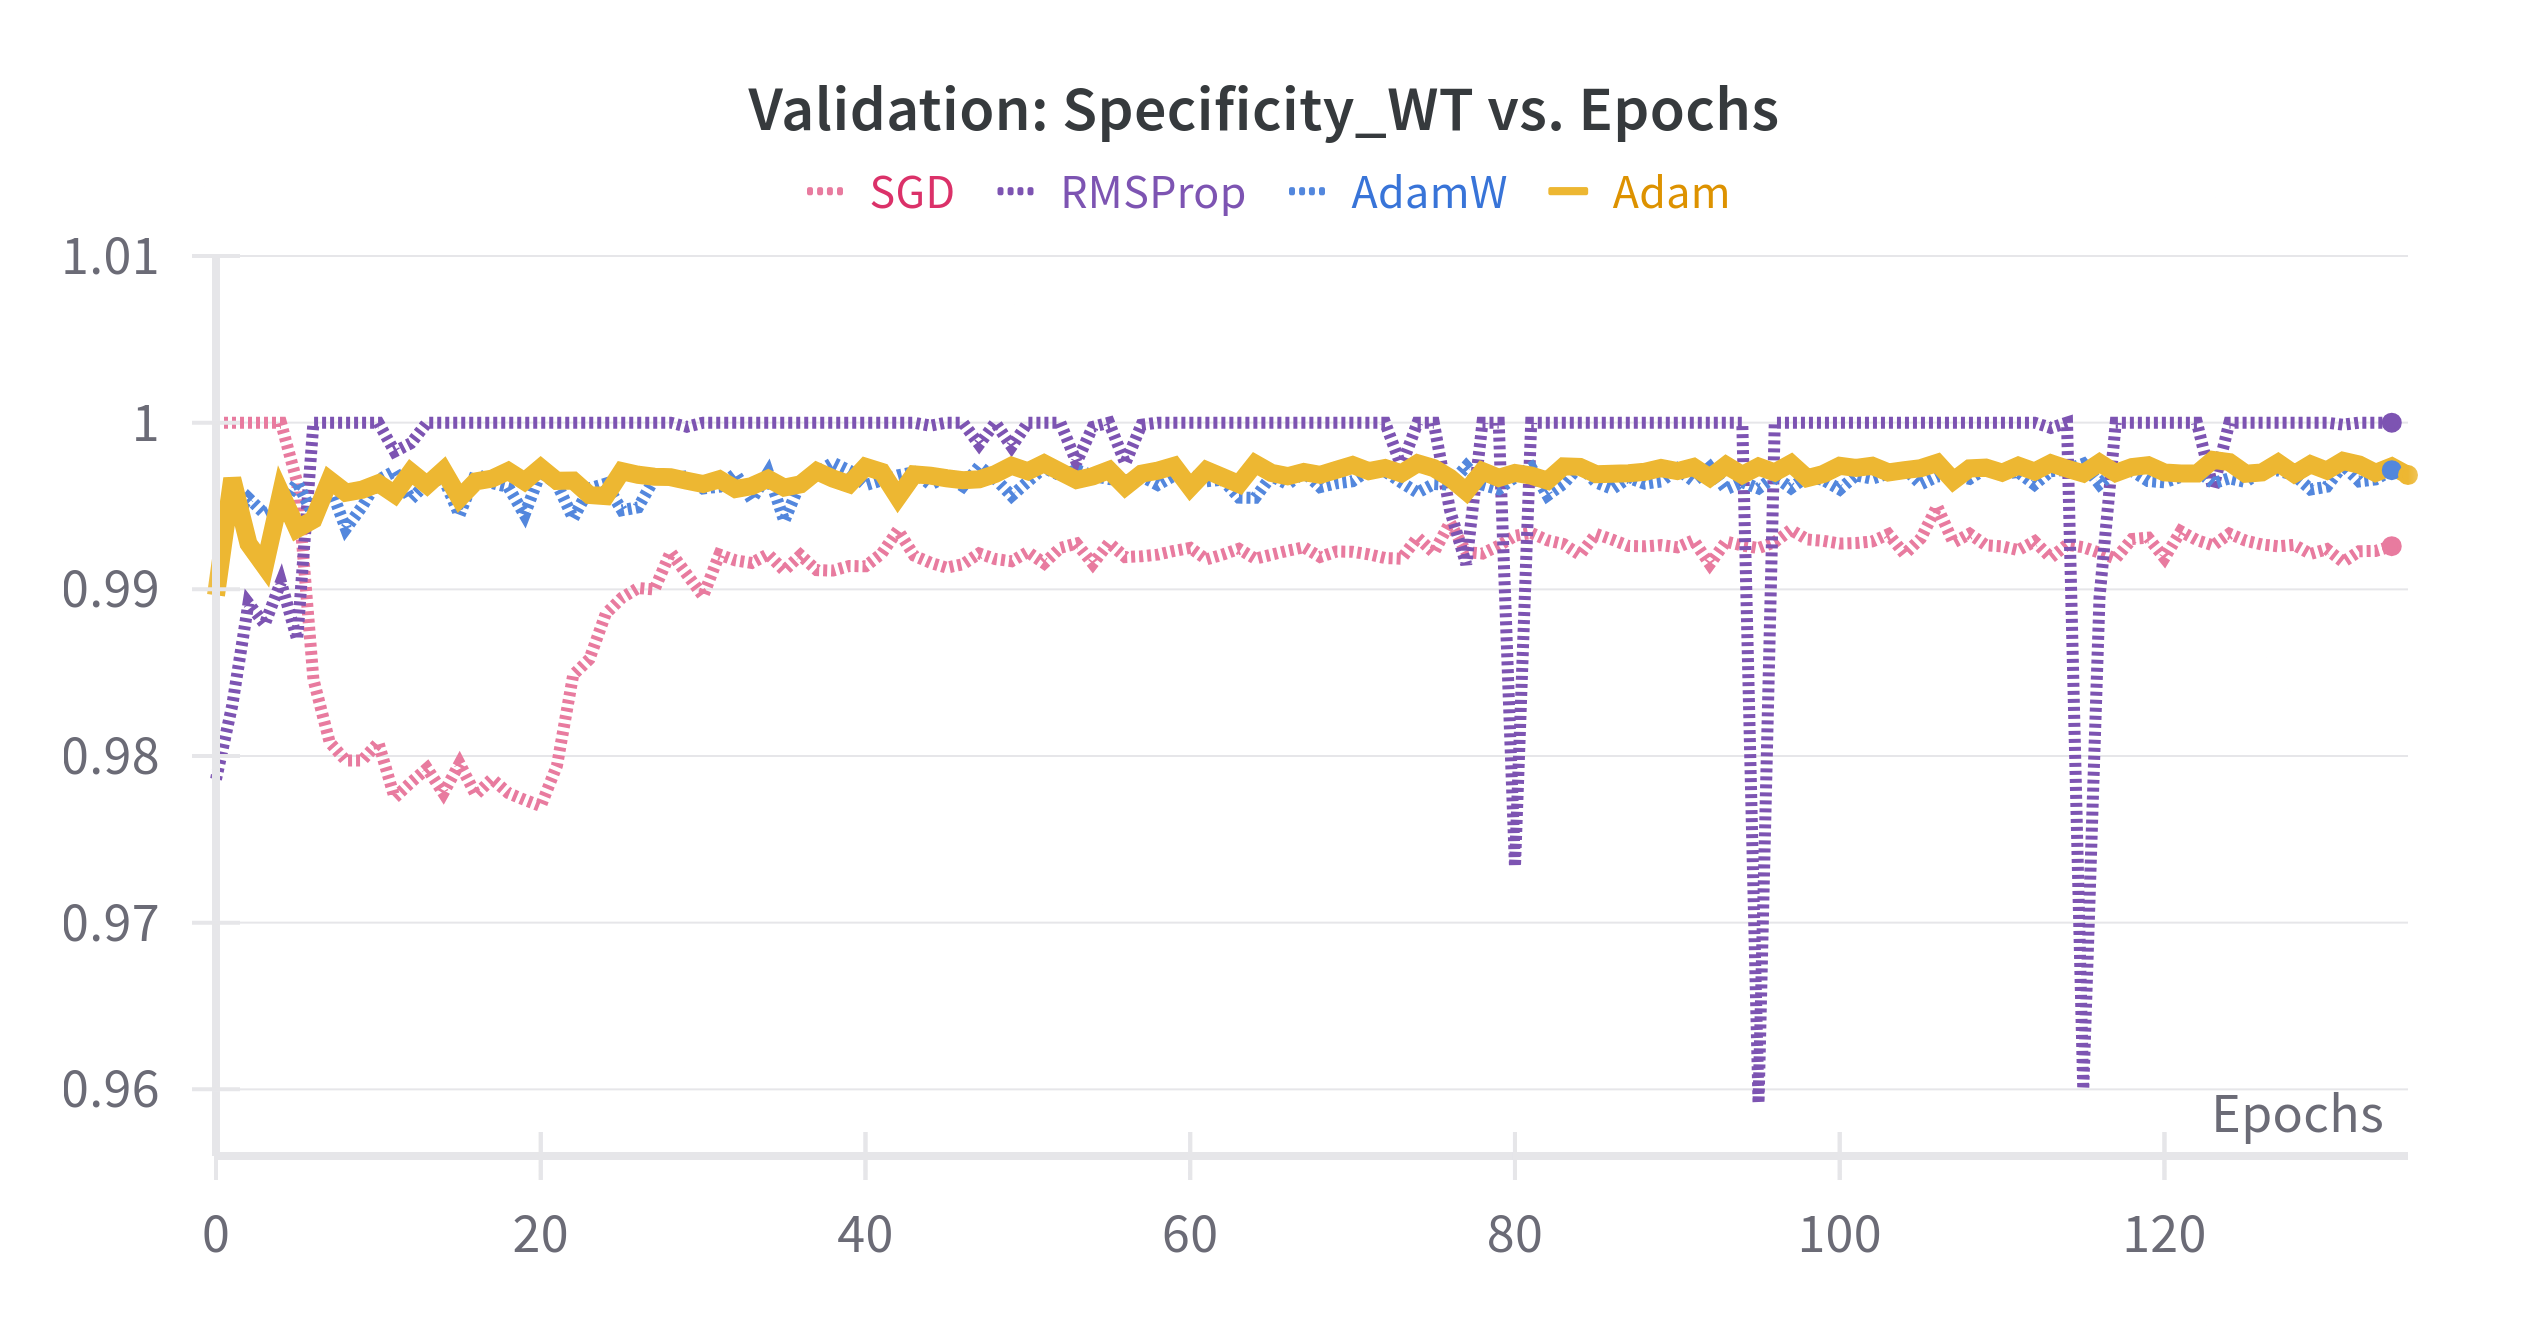 Validation: Specificity_WT vs. Epochs
SGD RMSProp AdamW Adam
1.01
1
0.99
0.98
0.97
0.96
Epochs
0 20 40 60 80 100 120